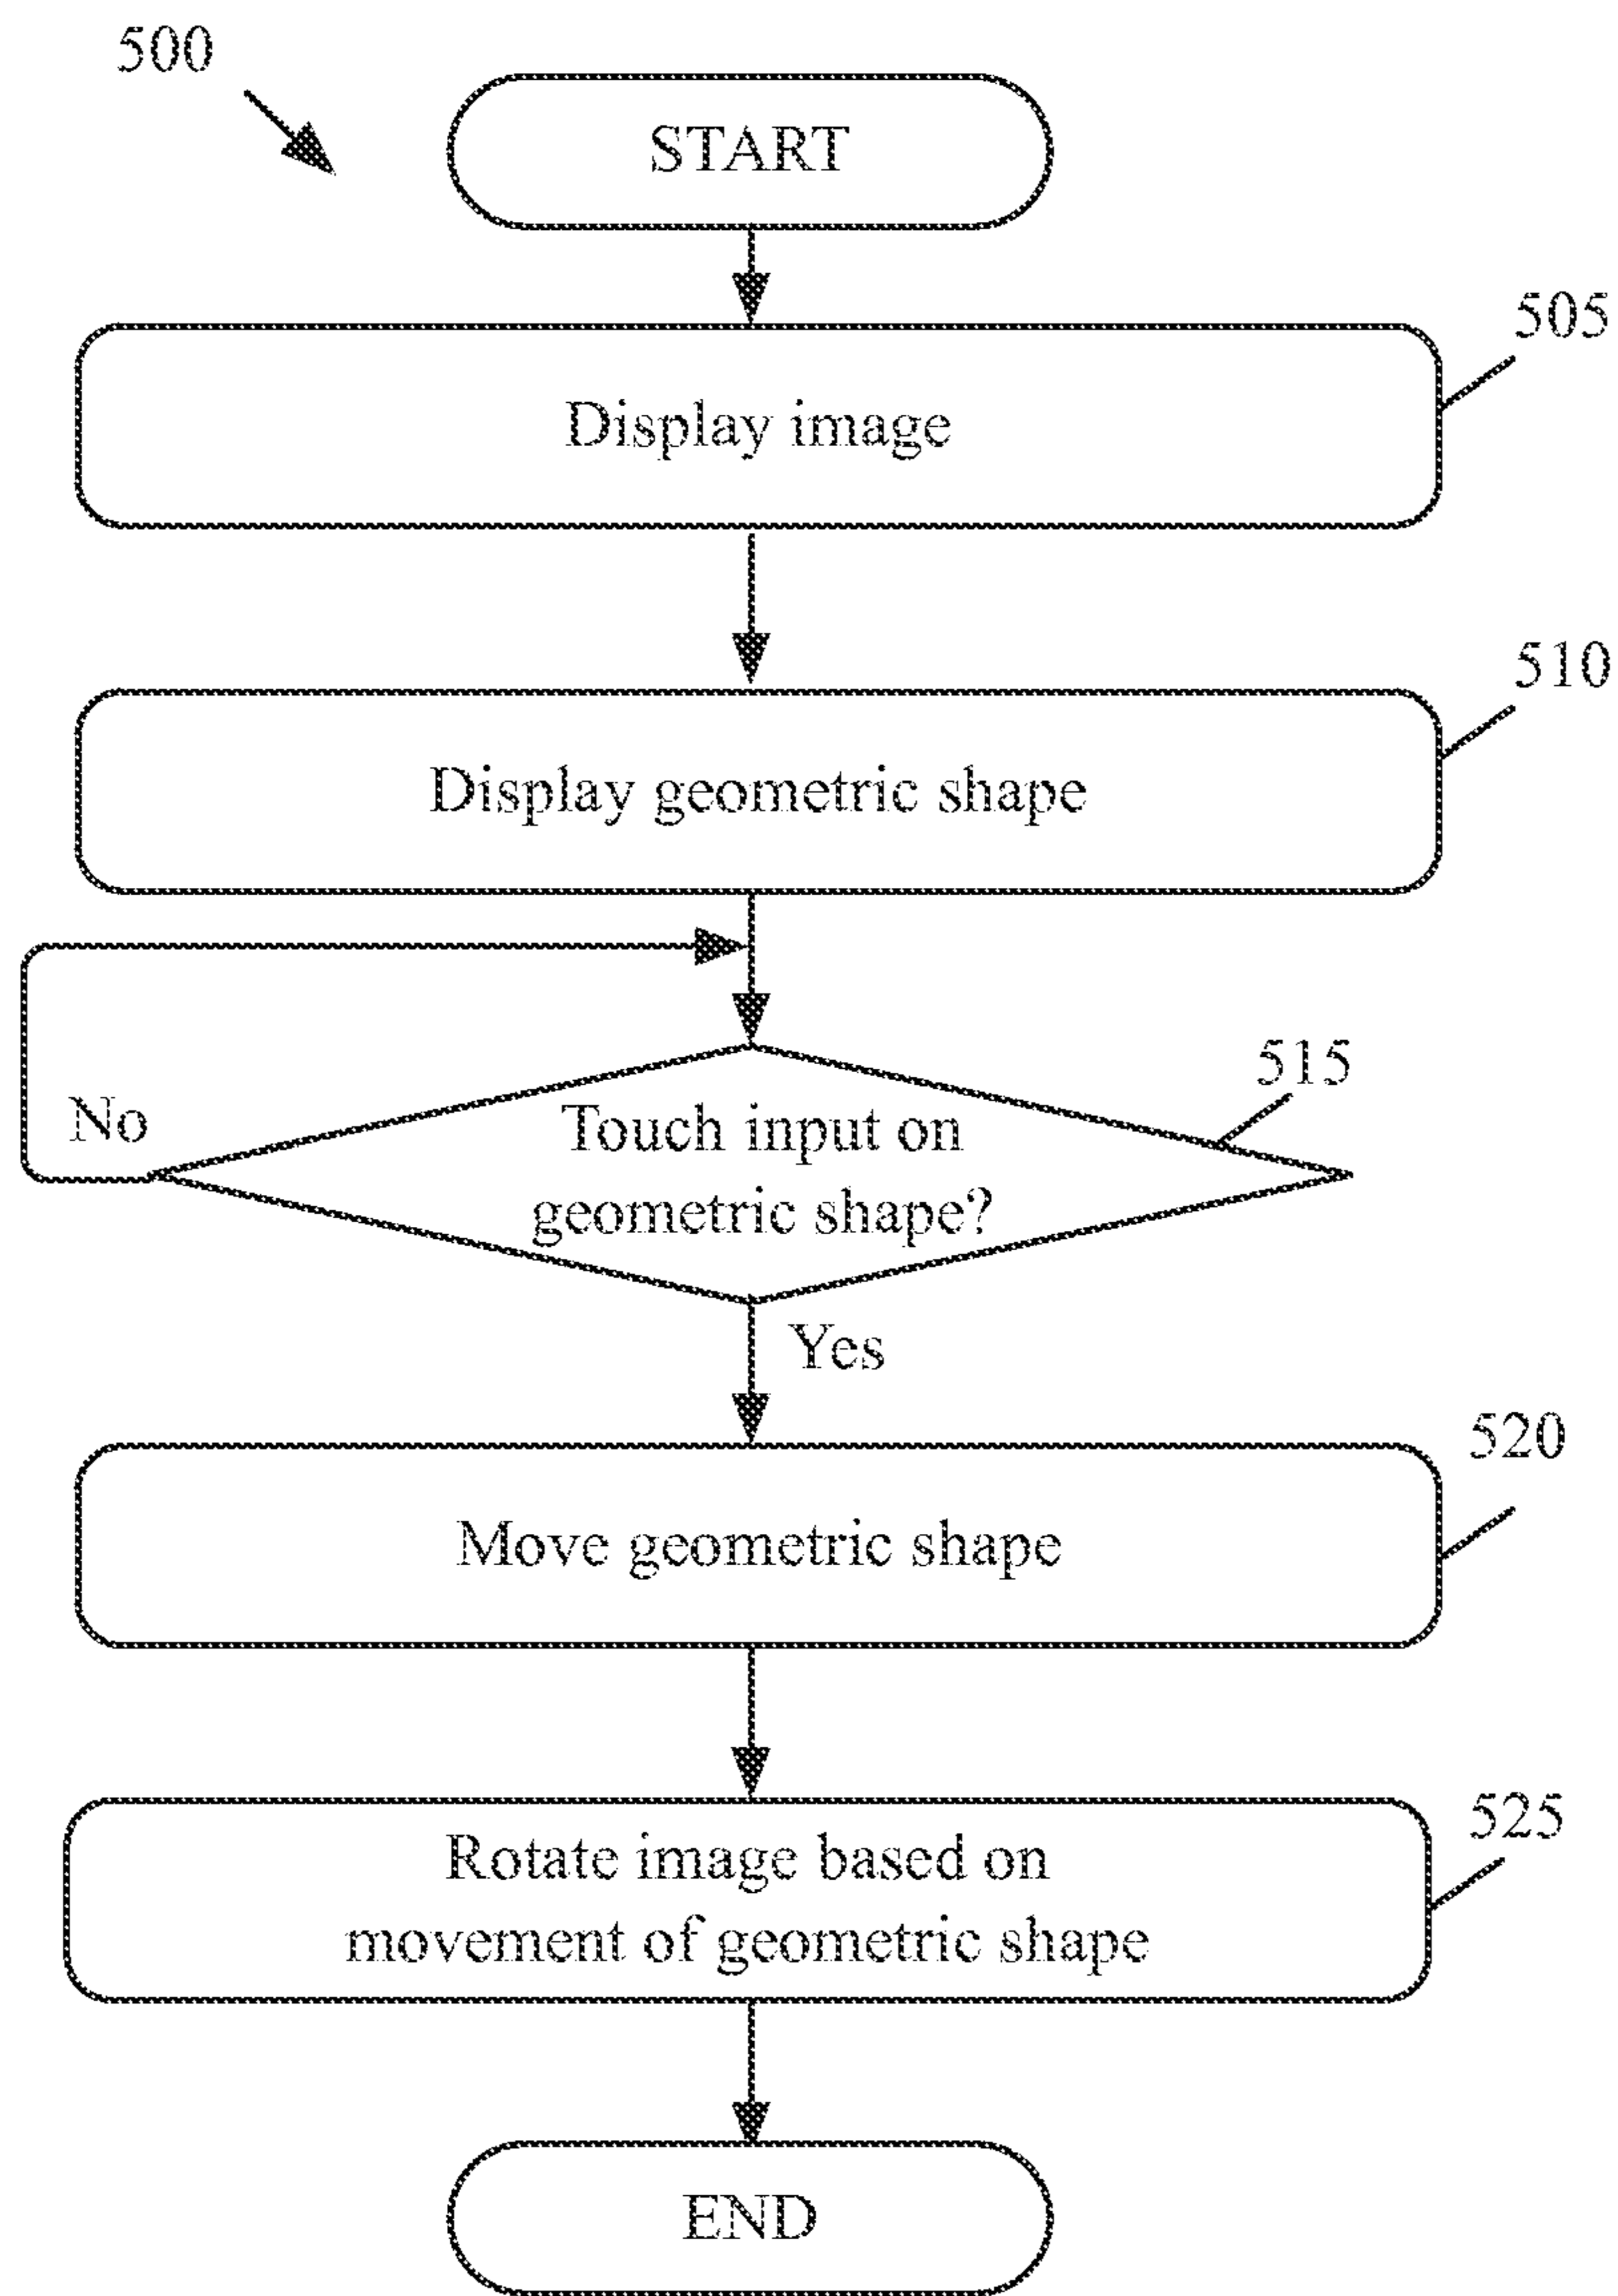 500
START
505
Display image
510
Display geometric shape
515
No
Touch input on
geometric shape?
Yes
520
Move geometric shape
525
Rotate image based on
movement of geometric shape
END